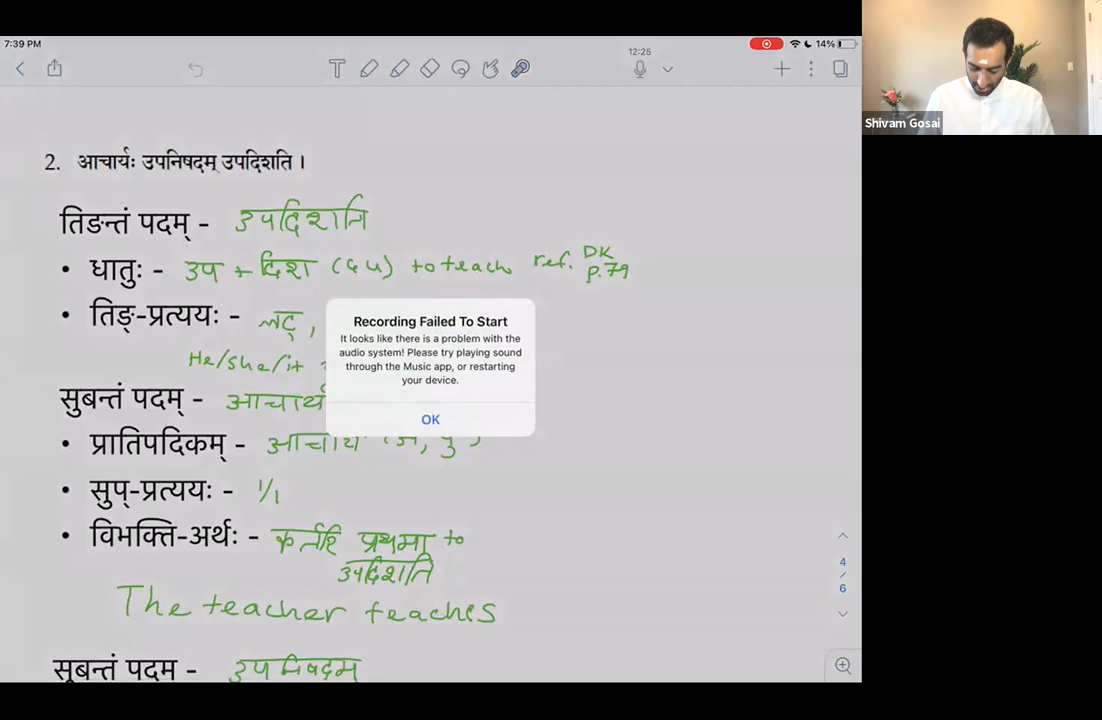 7:39 PM
14%
12:25
Shivam Gosai
2. आचार्यः उपनिषदम् उपदिशति ।
तिङन्तं पदम् - उपदिशति
• धातुः - उप + दिश (6U) to teach ref. DK p.79
• तिङ्-प्रत्ययः - लट्,
He/she/it
Recording Failed To Start
It looks like there is a problem with the
audio system! Please try playing sound
through the Music app, or restarting
your device.
OK
सुबन्तं पदम् - आचार्य
• प्रातिपदिकम् - आचार्य (अ, पु)
• सुप्-प्रत्ययः - 1/1
• विभक्ति-अर्थः - कर्तरि प्रथमा to
उपदिशति
The teacher teaches
सुबन्तं पदम - उपनिषदम्
4
/
6